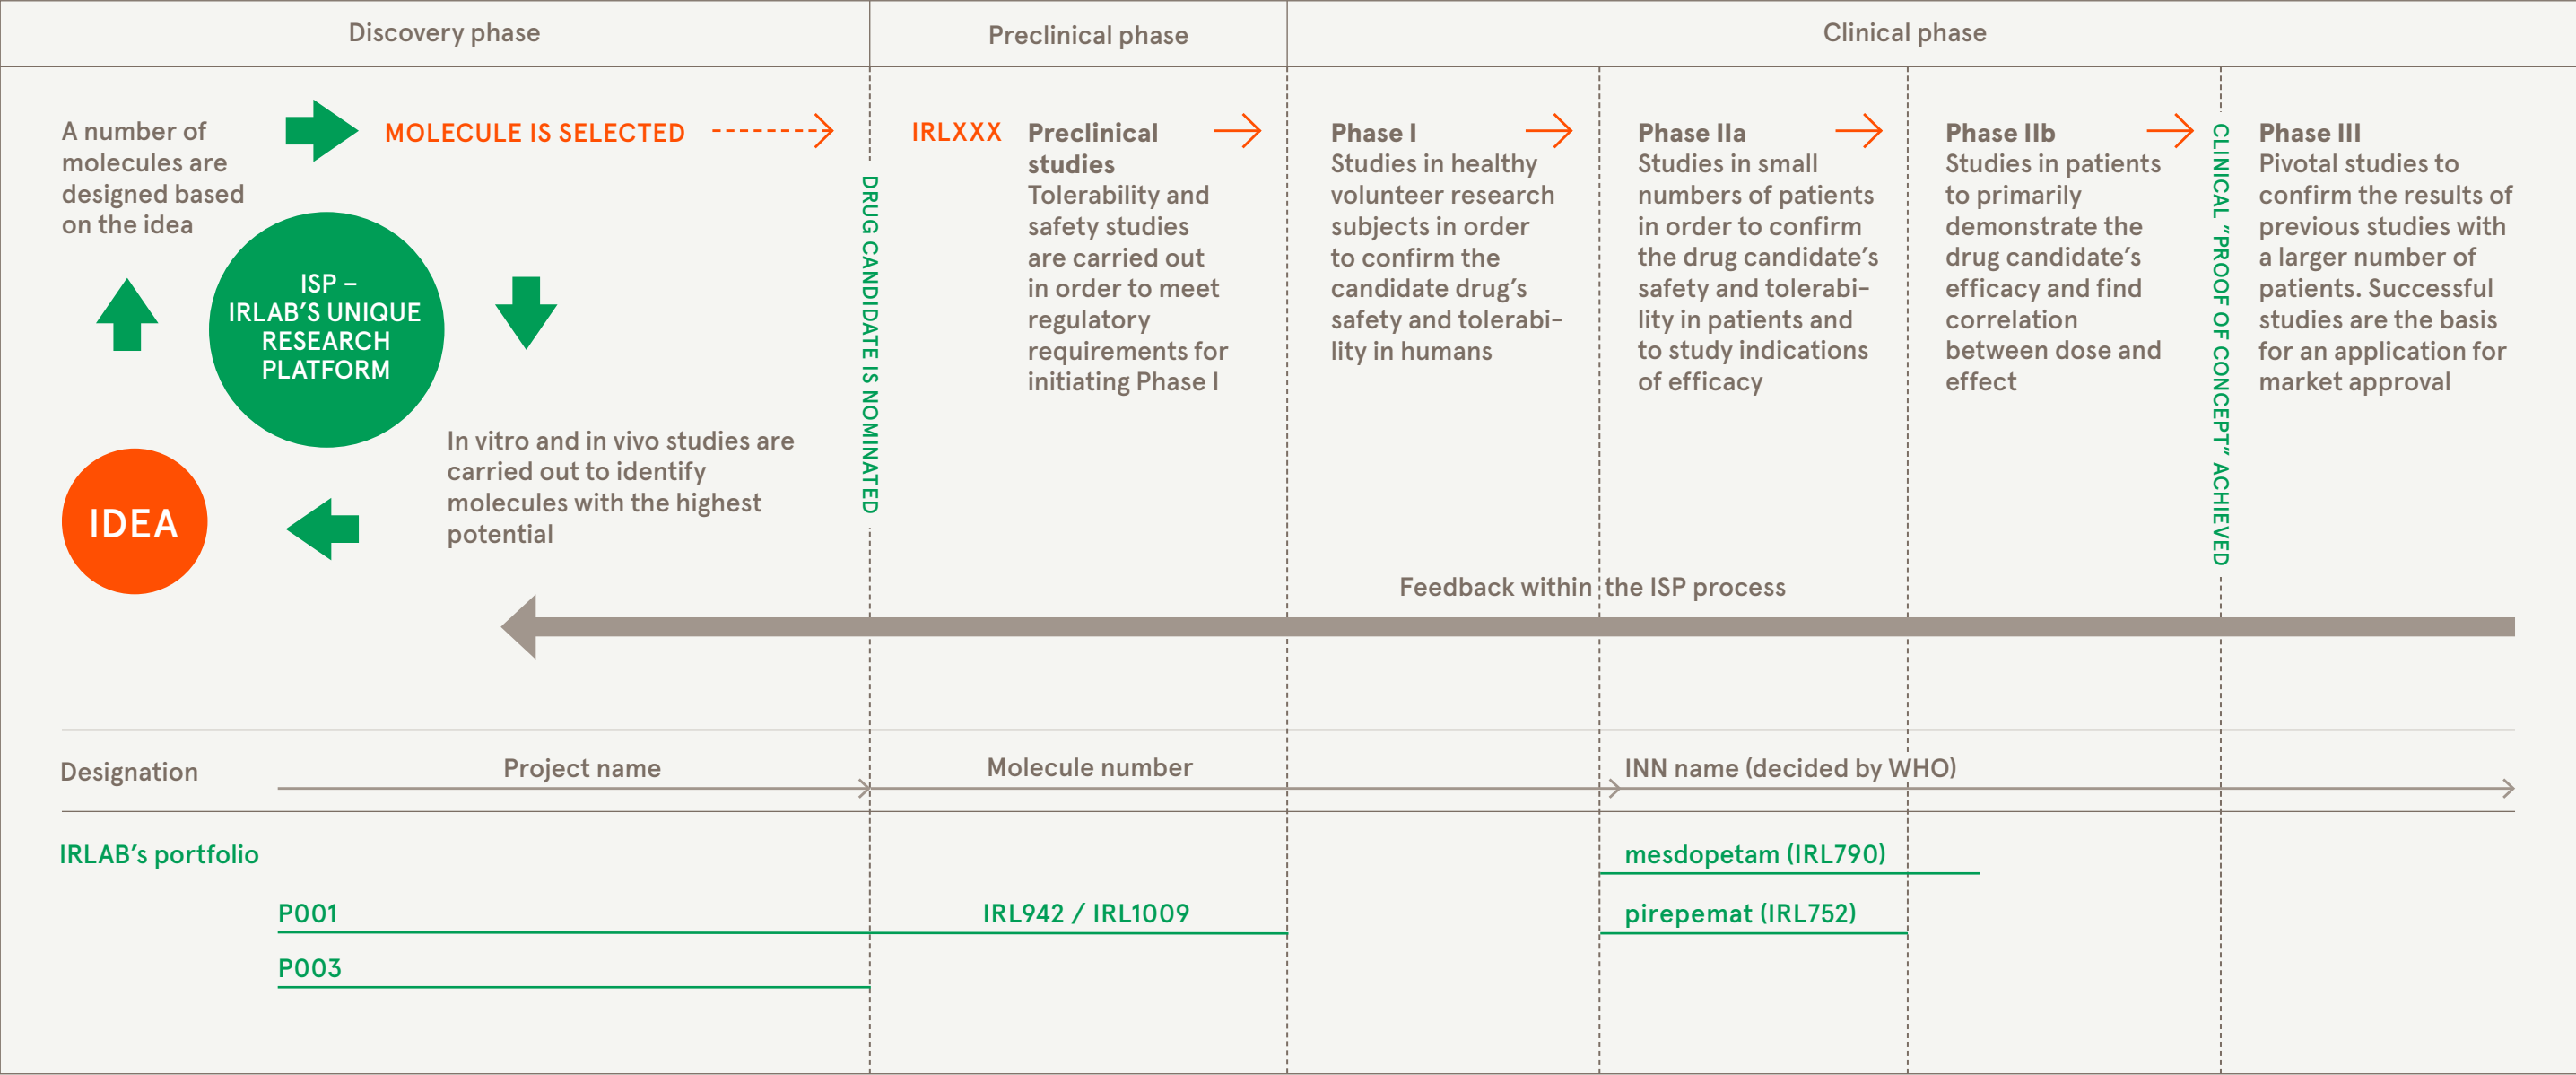 Discovery phase
Preclinical phase
Clinical phase
A number of
molecules are
designed based
on the idea
MOLECULE IS SELECTED
ISP –
IRLAB’S UNIQUE
RESEARCH
PLATFORM
IDEA
In vitro and in vivo studies are
carried out to identify
molecules with the highest
potential
DRUG CANDIDATE IS NOMINATED
IRLXXX
Preclinical
studies
Tolerability and
safety studies
are carried out
in order to meet
regulatory
requirements for
initiating Phase I
Phase I
Studies in healthy
volunteer research
subjects in order
to confirm the
candidate drug’s
safety and tolerabi-
lity in humans
Phase IIa
Studies in small
numbers of patients
in order to confirm
the drug candidate’s
safety and tolerabi-
lity in patients and
to study indications
of efficacy
Phase IIb
Studies in patients
to primarily
demonstrate the
drug candidate’s
efficacy and find
correlation
between dose and
effect
CLINICAL ”PROOF OF CONCEPT” ACHIEVED
Phase III
Pivotal studies to
confirm the results of
previous studies with
a larger number of
patients. Successful
studies are the basis
for an application for
market approval
Feedback within the ISP process
Designation
Project name
Molecule number
INN name (decided by WHO)
IRLAB’s portfolio
mesdopetam (IRL790)
P001
IRL942 / IRL1009
pirepemat (IRL752)
P003